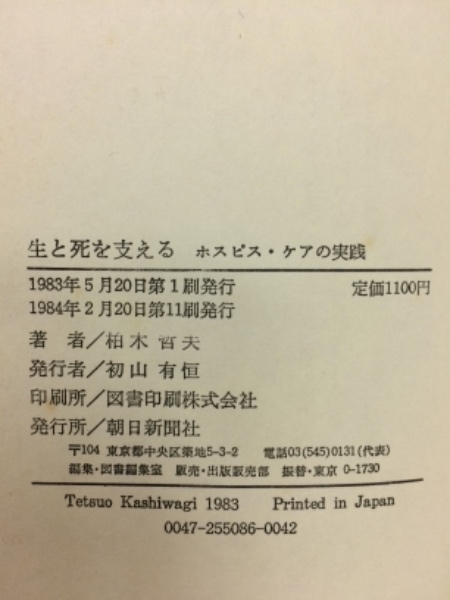 生と死を支える ホスピス・ケアの実践
1983年5月20日第1刷発行 定価1100円
1984年2月20日第11刷発行
著 者/柏木哲夫
発行者/初山有恒
印刷所/図書印刷株式会社
発行所/朝日新聞社
〒104 東京都中央区築地5-3-2 電話03(545)0131(代表)
編集・図書編集室 販売・出版販売部 振替・東京 0-1730
Tetsuo Kashiwagi 1983 Printed in Japan
0047-255086-0042